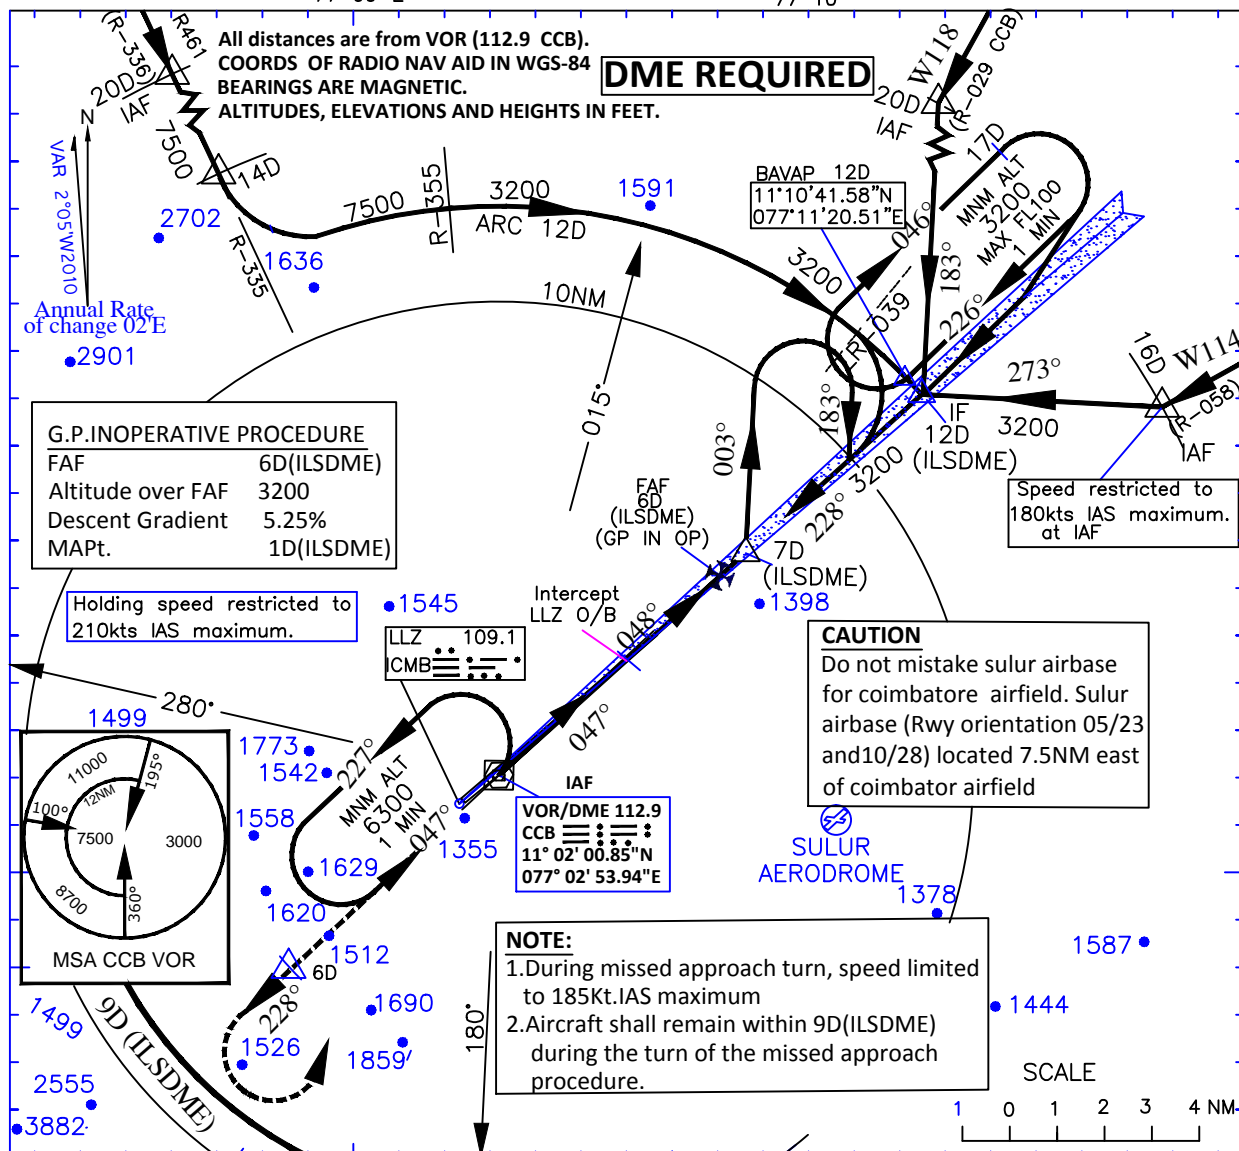 All distances are from VOR (112.9 CCB).
COORDS OF RADIO NAV AID IN WGS-84
BEARINGS ARE MAGNETIC.
ALTITUDES, ELEVATIONS AND HEIGHTS IN FEET.
DME REQUIRED
R461
(R-336)
20D
IAF
7500
14D
N
VAR 2°05'W2010
Annual Rate
of change 02'E
2702
1636
R-335
7500
R-355
3200
ARC 12D
1591
2901
10NM
015°
W118
(R-029 CCB)
20D
IAF
17D
MNM ALT
3200
MAX FL100
1 MIN
BAVAP 12D
11°10'41.58"N
077°11'20.51"E
046°
183°
R-039
226°
3200
16D
W114
(R-058)
IAF
273°
3200
IF
12D
(ILSDME)
Speed restricted to
180kts IAS maximum.
at IAF
G.P.INOPERATIVE PROCEDURE
FAF 6D(ILSDME)
Altitude over FAF 3200
Descent Gradient 5.25%
MAPt. 1D(ILSDME)
003°
183°
3200
228°
FAF
6D
(ILSDME)
(GP IN OP)
7D
(ILSDME)
1398
Holding speed restricted to
210kts IAS maximum.
1545
Intercept
LLZ O/B
048°
047°
LLZ 109.1
ICMB
CAUTION
Do not mistake sulur airbase
for coimbatore airfield. Sulur
airbase (Rwy orientation 05/23
and10/28) located 7.5NM east
of coimbator airfield
280°
1499
1773
1542
1558
1629
1620
1512
227°
MNM ALT
6300
1 MIN
047°
1355
IAF
VOR/DME 112.9
CCB
11° 02' 00.85"N
077° 02' 53.94"E
SULUR
AERODROME
1378
1587
1444
11000
195°
100°
12NM
7500
3000
8700
360°
MSA CCB VOR
6D
228°
1690
1859'
1526
180°
1499
9D (ILSDME)
2555
3882
NOTE:
1.During missed approach turn, speed limited
to 185Kt.IAS maximum
2.Aircraft shall remain within 9D(ILSDME)
during the turn of the missed approach
procedure.
SCALE
1 0 1 2 3 4 NM